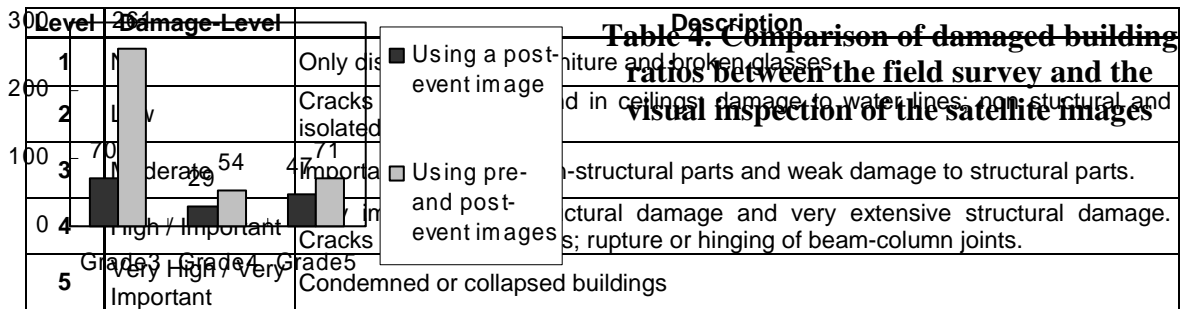 Level Damage-Level Description
Table 4. Comparison of damaged building
ratios between the field survey and the
visual inspection of the satellite images
1 Only niture and broken glasses
2 Cracks in ceilings; damage to water lines; non stuctural and
isolated
3 Moderate -structural parts and weak damage to structural parts.
4 High / Important ctural damage and very extensive structural damage.
Cracks s; rupture or hinging of beam-column joints.
5 Very High / Very
Important
Condemned or collapsed buildings
300
200
100
0
261
70
29
54
47
71
Grade3 Grade4 Grade5
Using a post-
event image
Using pre-
and post-
event images